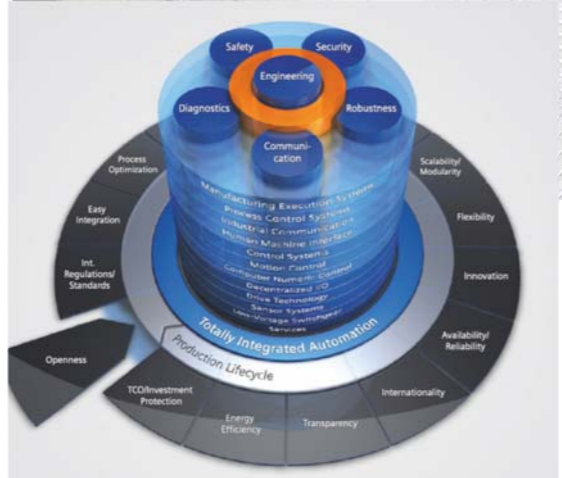 Safety
Security
Engineering
Diagnostics
Robustness
Communi-
cation
Manufacturing Execution Systems
Process Control Systems
Industrial Communication
Human Machine Interface
Control Systems
Motion Control
Computer Numeric Control
Decentralized I/O
Drive Technology
Sensor Systems
Low-Voltage Switchgear
Services
Totally Integrated Automation
Production Lifecycle
Process
Optimization
Easy
Integration
Int.
Regulations/
Standards
Openness
TCO/Investment
Protection
Energy
Efficiency
Transparency
Internationality
Availability/
Reliability
Innovation
Flexibility
Scalability/
Modularity